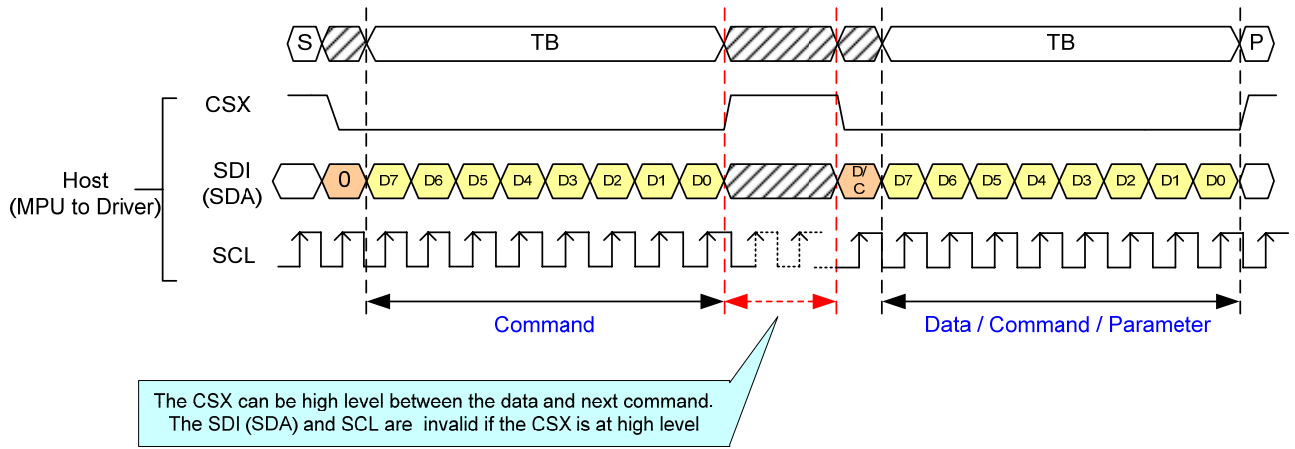 S TB TB P
CSX
SDI
(SDA)
0 D7 D6 D5 D4 D3 D2 D1 D0 D/
C D7 D6 D5 D4 D3 D2 D1 D0
Host
(MPU to Driver)
SCL
Command
Data / Command / Parameter
The CSX can be high level between the data and next command.
The SDI (SDA) and SCL are invalid if the CSX is at high level